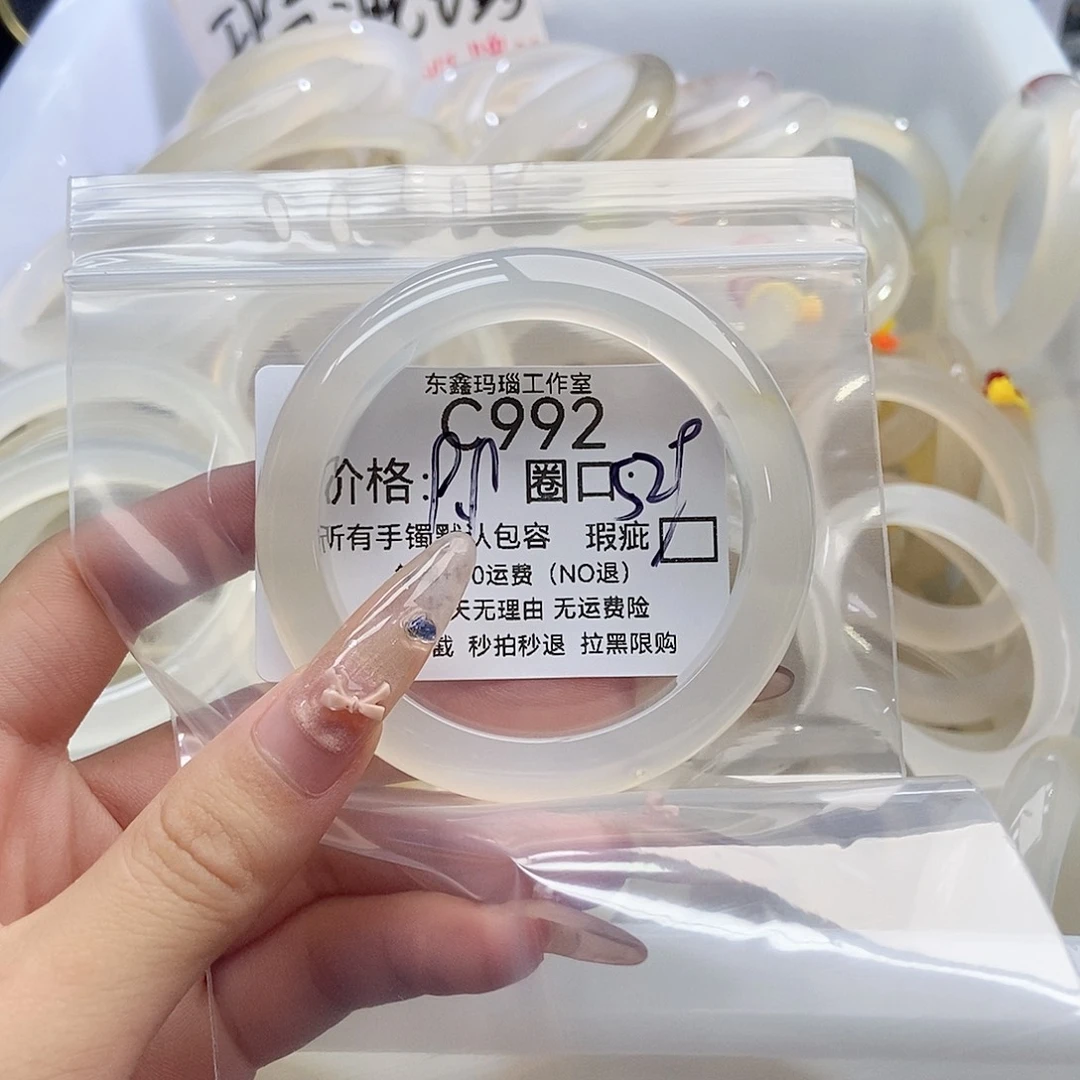 东鑫玛瑙工作室
C992
价格: 圈口:52
所有手镯默认包容 瑕疵
0运费（NO退）
天无理由 无运费险
截 秒拍秒退 拉黑限购